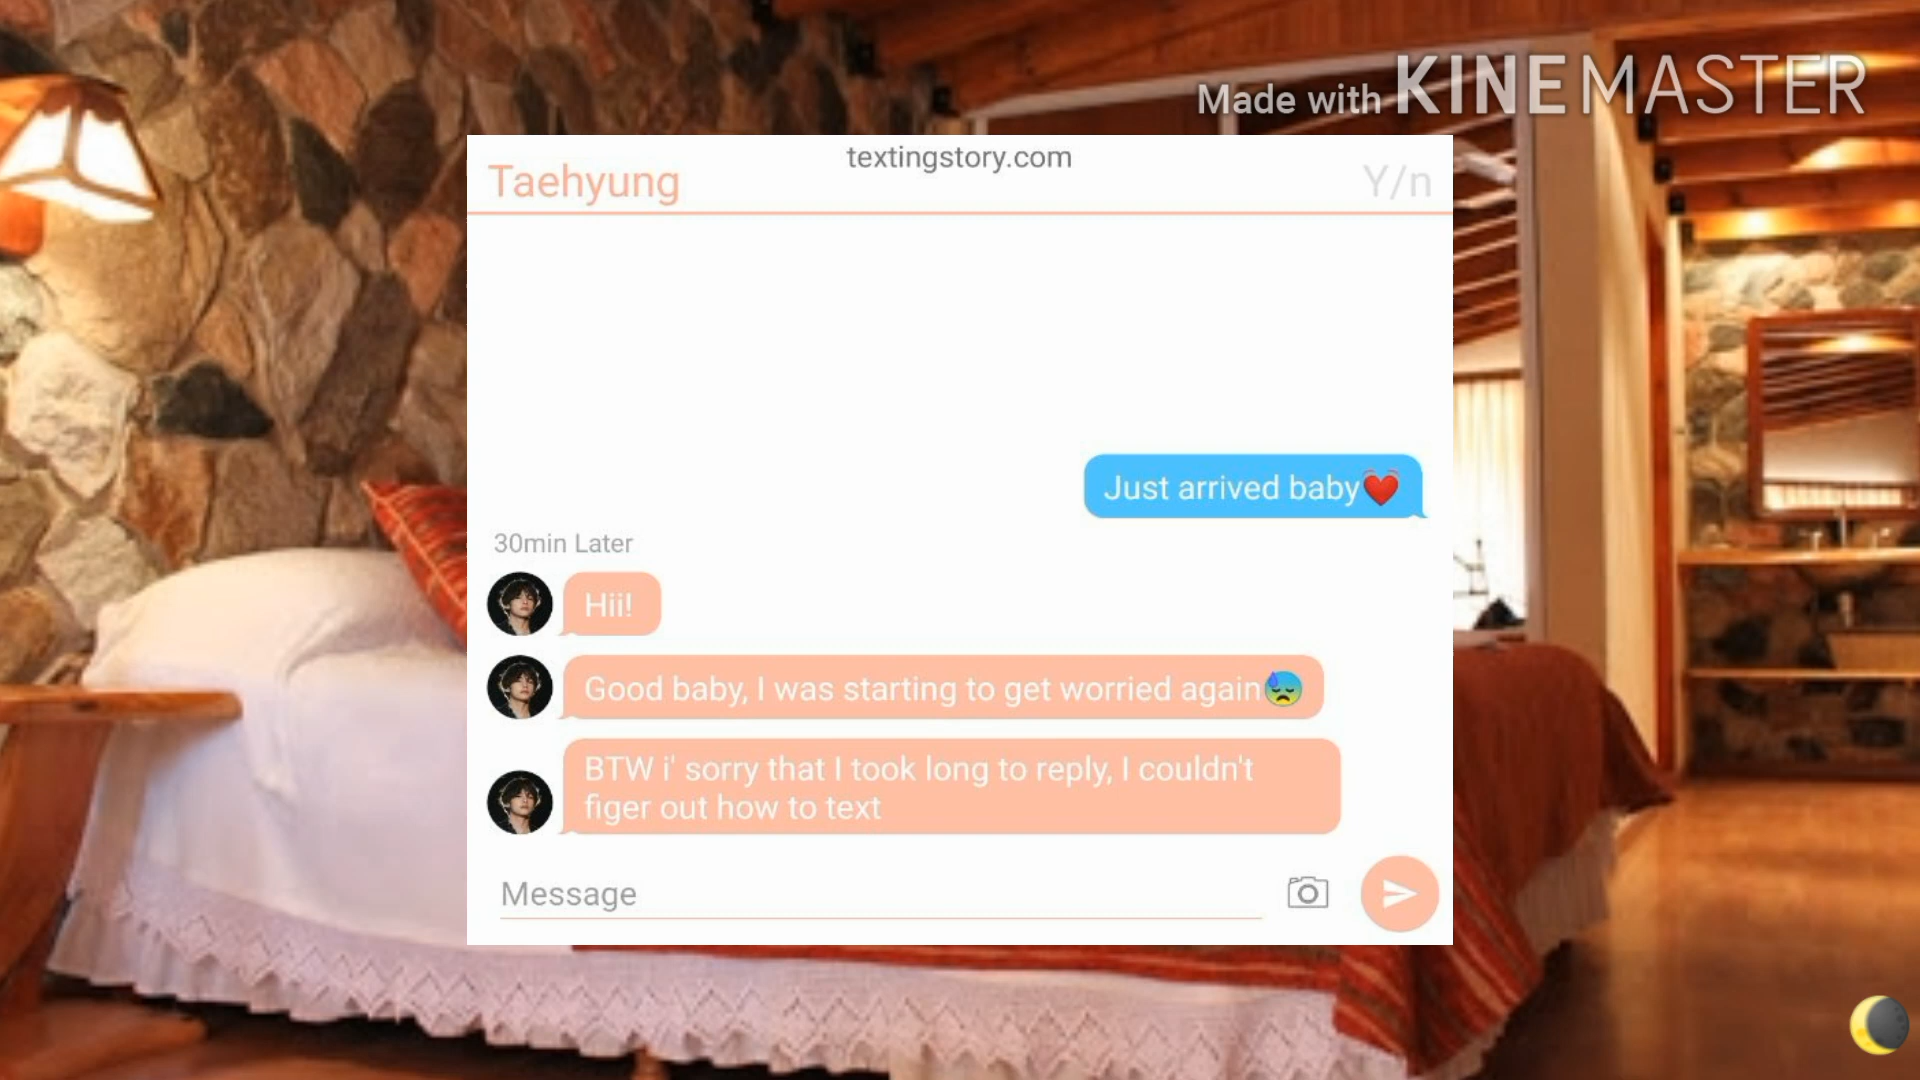 Made with KINEMASTER
textingstory.com
Taehyung
Y/n
Just arrived baby❤️
30min Later
Hii!
Good baby, I was starting to get worried again😓
BTW i' sorry that I took long to reply, I couldn't
figer out how to text
Message